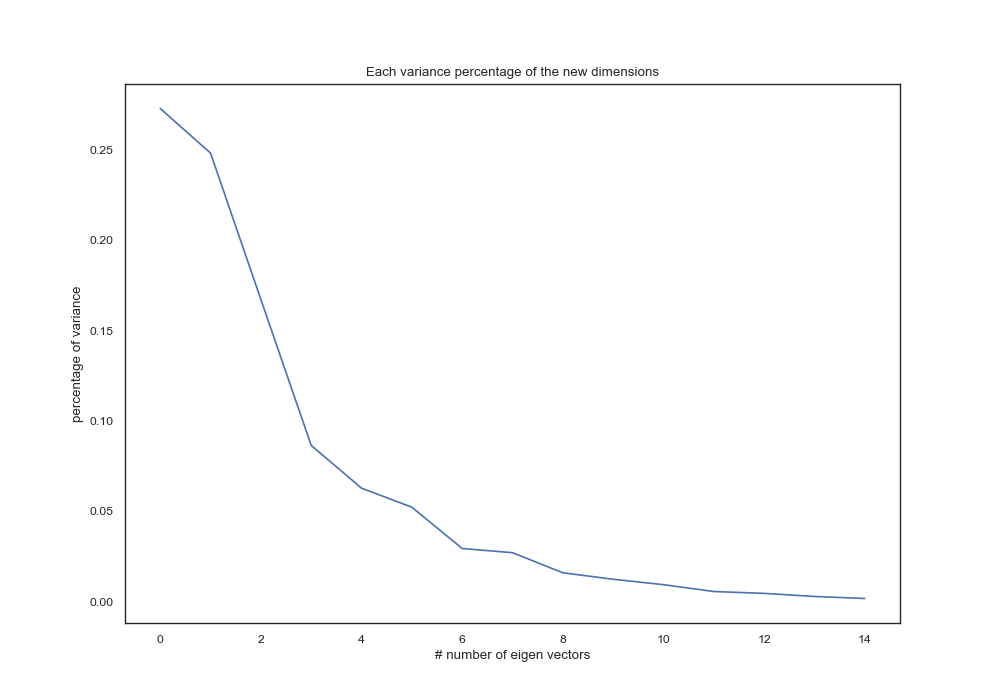 Each variance percentage of the new dimensions
0.25
0.20
0.15
0.10
0.05
0.00
percentage of variance
0 2 4 6 8 10 12 14
# number of eigen vectors